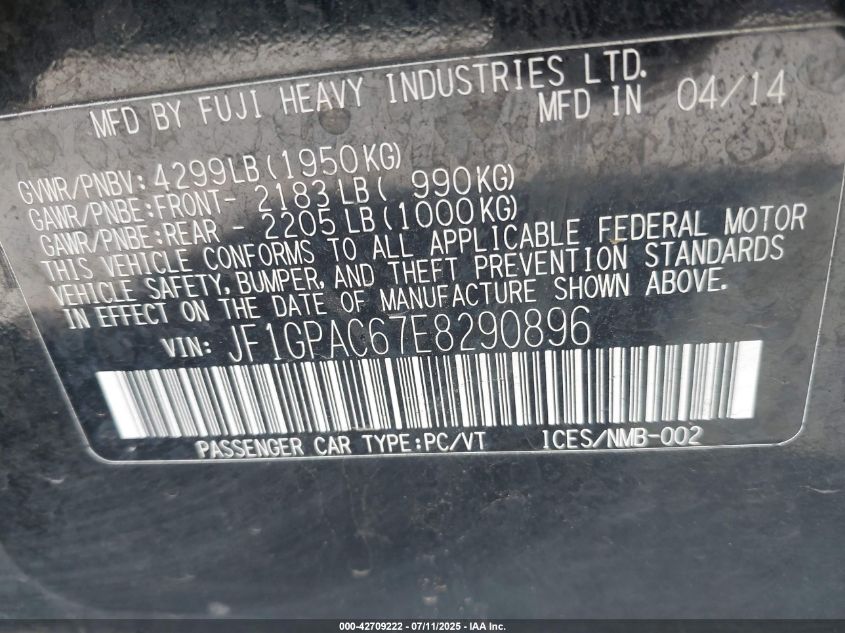 MFD BY FUJI HEAVY INDUSTRIES LTD.
MFD IN 04/14
GVWR/PNBV: 4299LB(1950KG)
GAWR/PNBE:FRONT- 2183LB( 990KG)
GAWR/PNBE:REAR - 2205LB(1000KG)
THIS VEHICLE CONFORMS TO ALL APPLICABLE FEDERAL MOTOR
VEHICLE SAFETY, BUMPER, AND THEFT PREVENTION STANDARDS
IN EFFECT ON THE DATE OF MANUFACTURE SHOWN ABOVE.
VIN: JF1GPAC67E8290896
PASSENGER CAR TYPE:PC/VT ICES/NMB-002
000-42709222 - 07/11/2025 - IAA Inc.